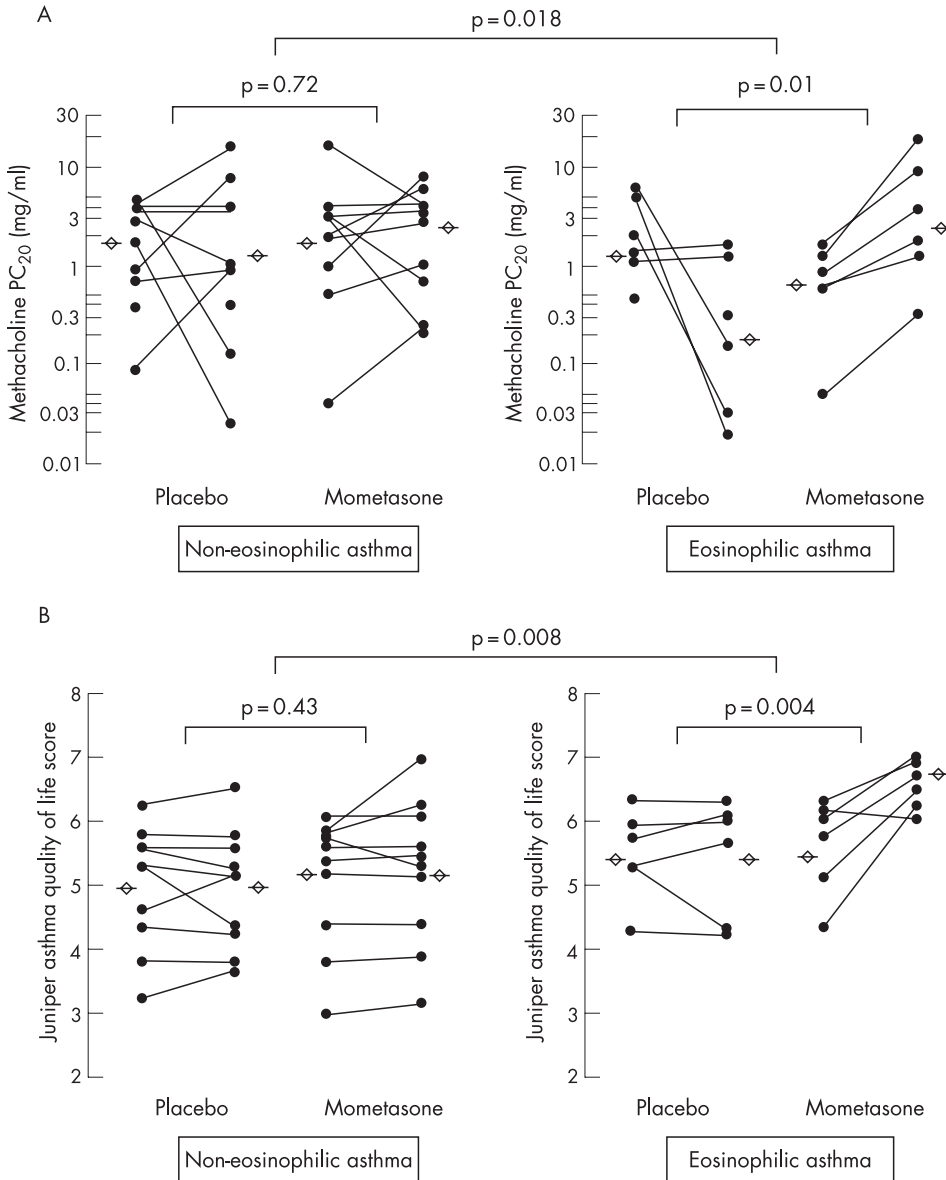 A
p = 0.018
p = 0.72
p = 0.01
Methacholine PC20 (mg/ml)
30
10
3
1
0.3
0.1
0.03
0.01
Methacholine PC20 (mg/ml)
30
10
3
1
0.3
0.1
0.03
0.01
Placebo Mometasone
Non-eosinophilic asthma
Placebo Mometasone
Eosinophilic asthma
B
p = 0.008
p = 0.43
p = 0.004
Juniper asthma quality of life score
8
7
6
5
4
3
2
Juniper asthma quality of life score
8
7
6
5
4
3
2
Placebo Mometasone
Non-eosinophilic asthma
Placebo Mometasone
Eosinophilic asthma